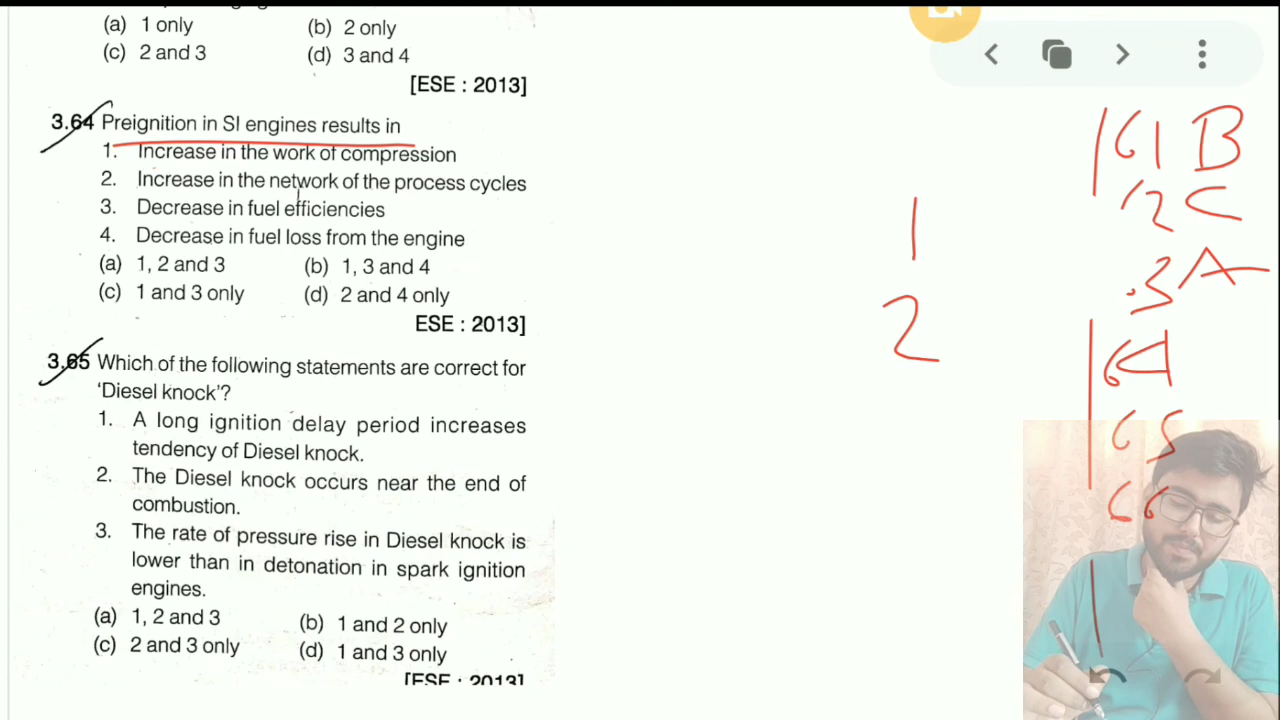 (a) 1 only (b) 2 only
(c) 2 and 3 (d) 3 and 4
[ESE : 2013]
3.64 Preignition in SI engines results in
1. Increase in the work of compression
2. Increase in the network of the process cycles
3. Decrease in fuel efficiencies
4. Decrease in fuel loss from the engine
(a) 1, 2 and 3 (b) 1, 3 and 4
(c) 1 and 3 only (d) 2 and 4 only
ESE : 2013]
3.65 Which of the following statements are correct for
'Diesel knock'?
1. A long ignition delay period increases
tendency of Diesel knock.
2. The Diesel knock occurs near the end of
combustion.
3. The rate of pressure rise in Diesel knock is
lower than in detonation in spark ignition
engines.
(a) 1, 2 and 3 (b) 1 and 2 only
(c) 2 and 3 only (d) 1 and 3 only
[ESE : 2013]
1
2
61 B
2 C
.3 A
64
65
66